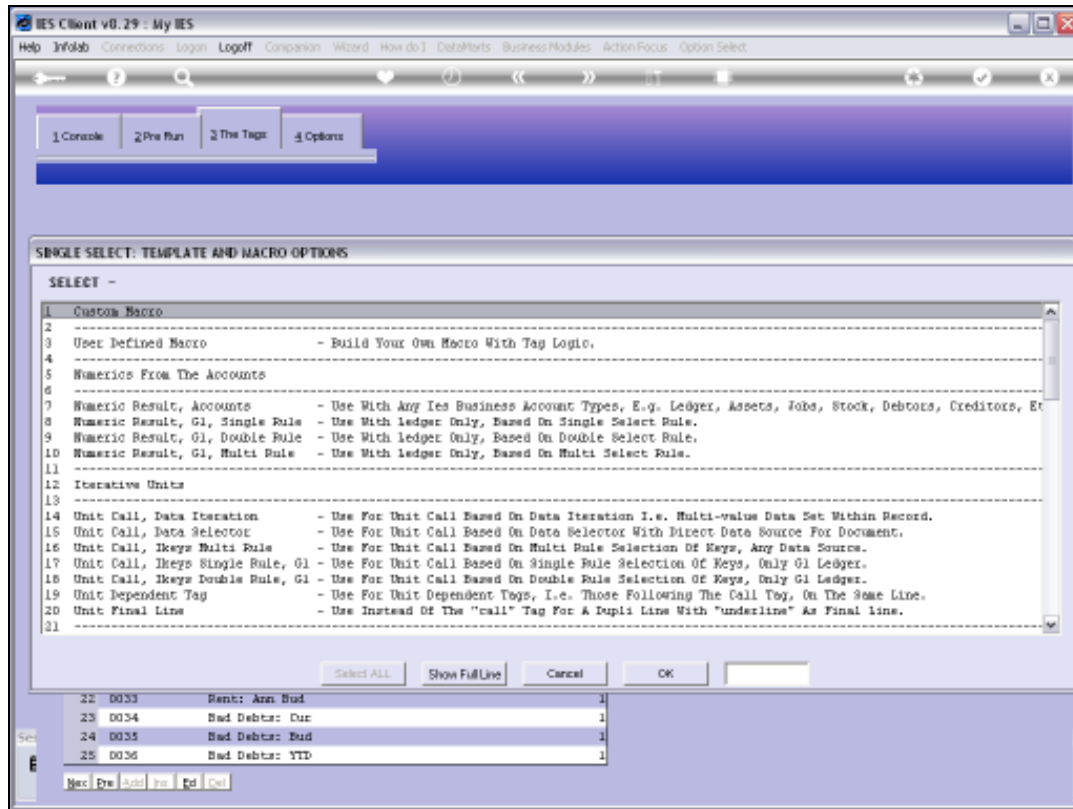 IES Client v8.29 : My IES
Help Infolab Connections Logon Logoff Companion Wizard How do I DataMarts Business Modules Action Focus Option Select
1 Console 2 Pre Run 3 The Tags 4 Options
SINGLE SELECT: TEMPLATE AND MACRO OPTIONS
SELECT -
1 Custom Macro
2 ----------------------------------------
3 User Defined Macro - Build Your Own Macro With Tag Logic.
4 ----------------------------------------
5 Numerics From The Accounts
6 ----------------------------------------
7 Numeric Result, Accounts - Use With Any Ies Business Account Types, E.g. Ledger, Assets, Jobs, Stock, Debtors, Creditors, Et
8 Numeric Result, Gl, Single Rule - Use With ledger Only, Based On Single Select Rule.
9 Numeric Result, Gl, Double Rule - Use With ledger Only, Based On Double Select Rule.
10 Numeric Result, Gl, Multi Rule - Use With ledger Only, Based On Multi Select Rule.
11 ----------------------------------------
12 Iterative Units
13 ----------------------------------------
14 Unit Call, Data Iteration - Use For Unit Call Based On Data Iteration I.e. Multi-value Data Set Within Record.
15 Unit Call, Data Selector - Use For Unit Call Based On Data Selector With Direct Data Source For Document.
16 Unit Call, Ikeys Multi Rule - Use For Unit Call Based On Multi Rule Selection Of Keys, Any Data Source.
17 Unit Call, Ikeys Single Rule, Gl - Use For Unit Call Based On Single Rule Selection Of Keys, Only Gl Ledger.
18 Unit Call, Ikeys Double Rule, Gl - Use For Unit Call Based On Double Rule Selection Of Keys, Only Gl Ledger.
19 Unit Dependent Tag - Use For Unit Dependent Tags, I.e. Those Following The Call Tag, On The Same Line.
20 Unit Final Line - Use Instead Of The "call" Tag For A Dupli Line With "underline" As Final Line.
21 ----------------------------------------
Select ALL Show Full Line Cancel OK
22 0033 Rent: Ann Bud 1
23 0034 Bad Debts: Cur 1
24 0035 Bad Debts: Bud 1
25 0036 Bad Debts: YTD 1
Nex Pre Add Ins Ed Del